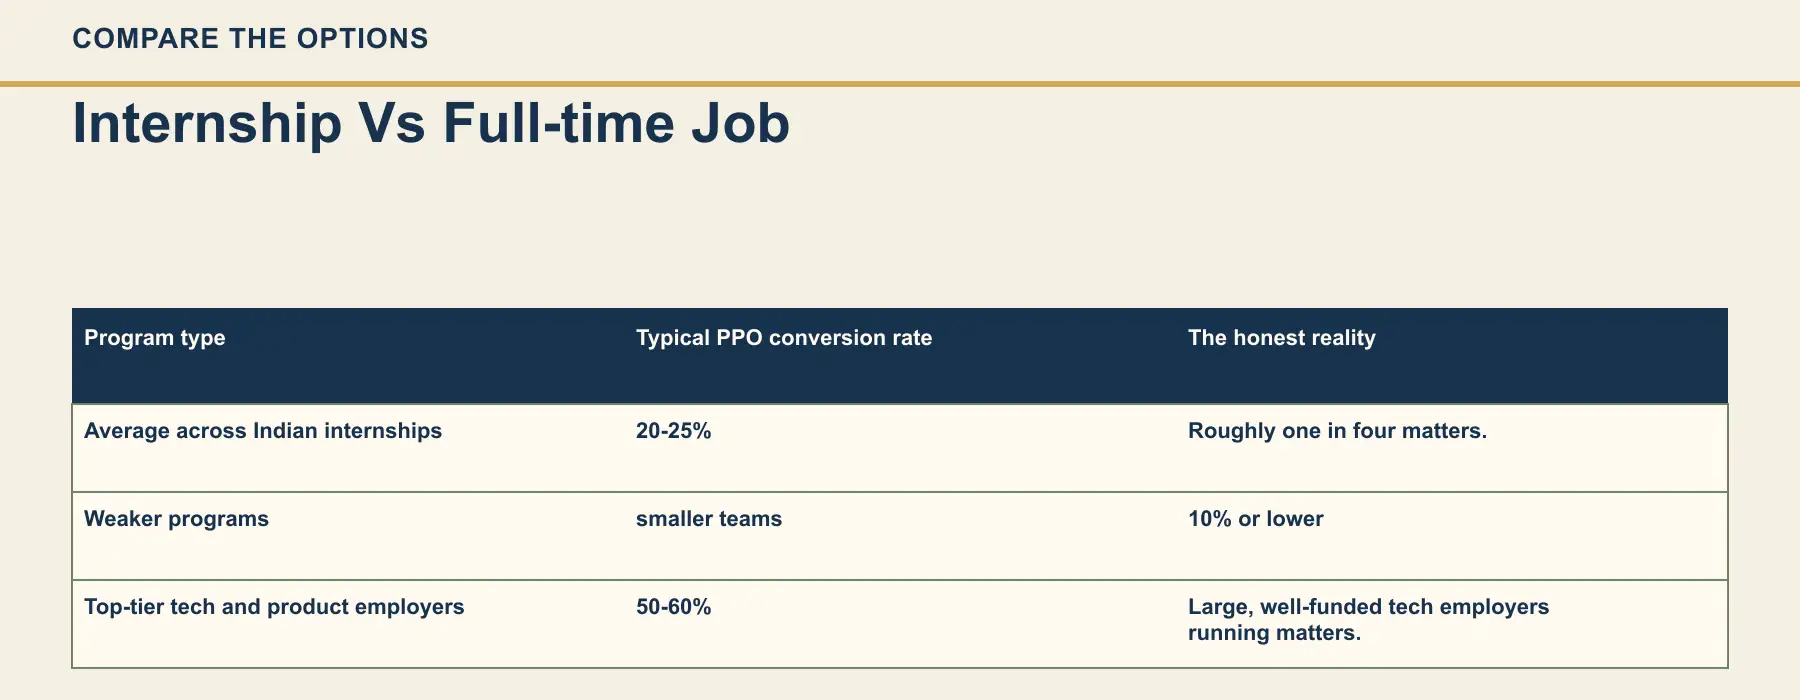 COMPARE THE OPTIONS
Internship Vs Full-time Job
Program type
Typical PPO conversion rate
The honest reality
Average across Indian internships
20-25%
Roughly one in four matters.
Weaker programs
smaller teams
10% or lower
Top-tier tech and product employers
50-60%
Large, well-funded tech employers
running matters.